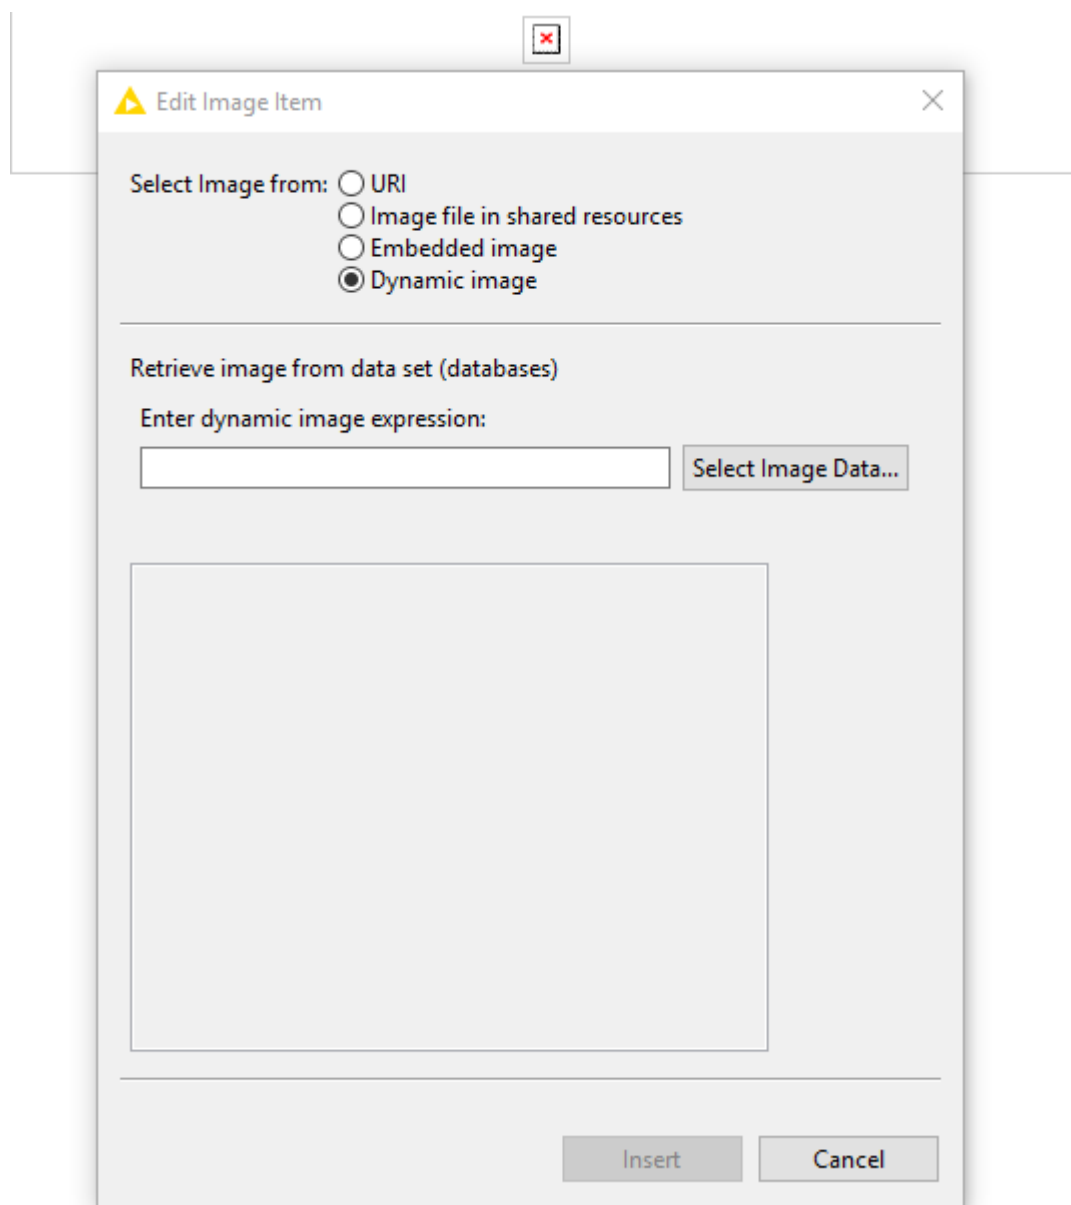 Edit Image Item
Select Image from: URI
Image file in shared resources
Embedded image
Dynamic image
Retrieve image from data set (databases)
Enter dynamic image expression:
Select Image Data...
Insert Cancel